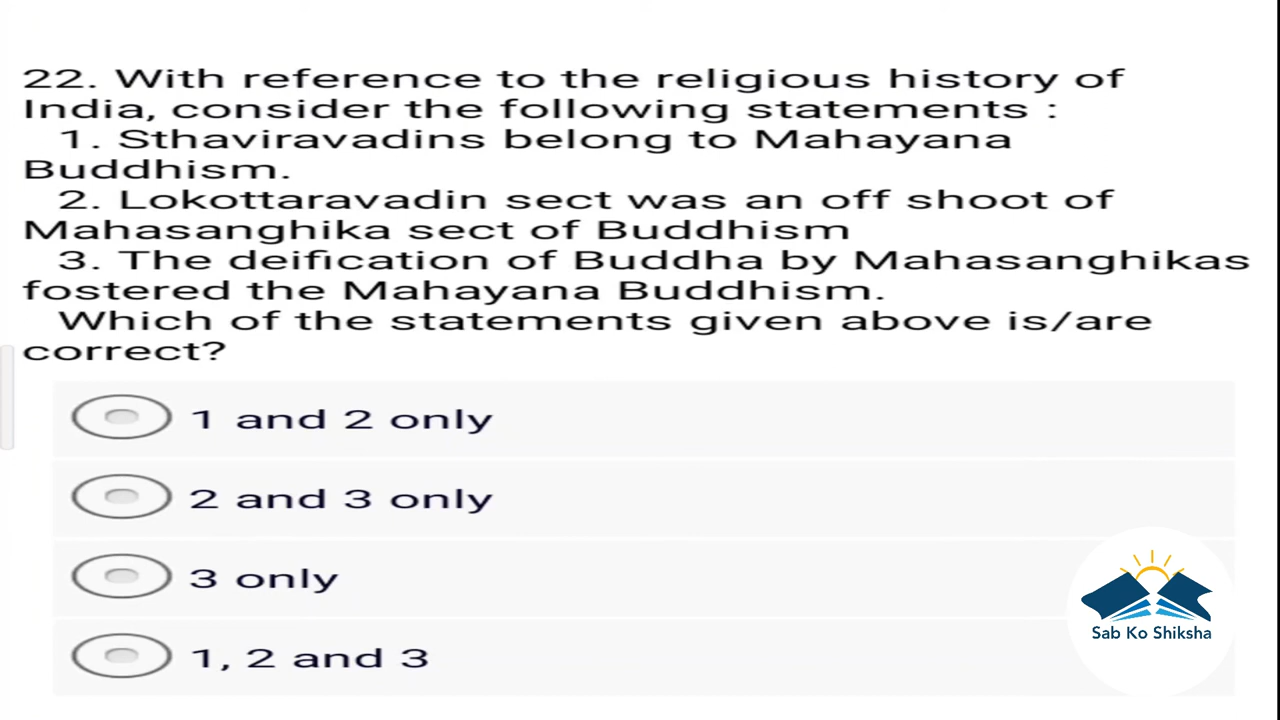 22. With reference to the religious history of
India, consider the following statements :
1. Sthaviravadins belong to Mahayana
Buddhism.
2. Lokottaravadin sect was an off shoot of
Mahasanghika sect of Buddhism
3. The deification of Buddha by Mahasanghikas
fostered the Mahayana Buddhism.
Which of the statements given above is/are
correct?
1 and 2 only
2 and 3 only
3 only
1, 2 and 3
Sab Ko Shiksha